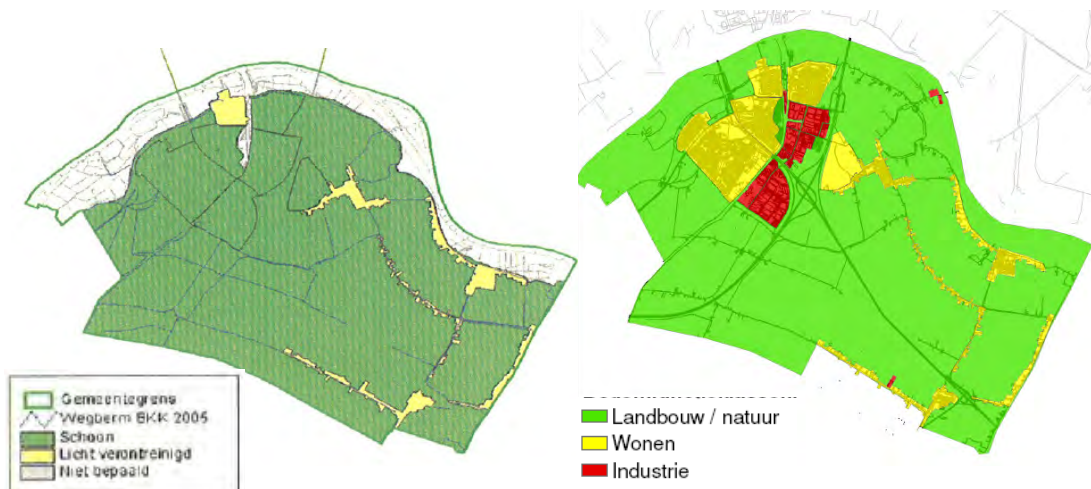 Gemeentegrens
Wegberm BKK 2005
Schoon
Licht verontreinigd
Niet bepaald
Landbouw / natuur
Wonen
Industrie